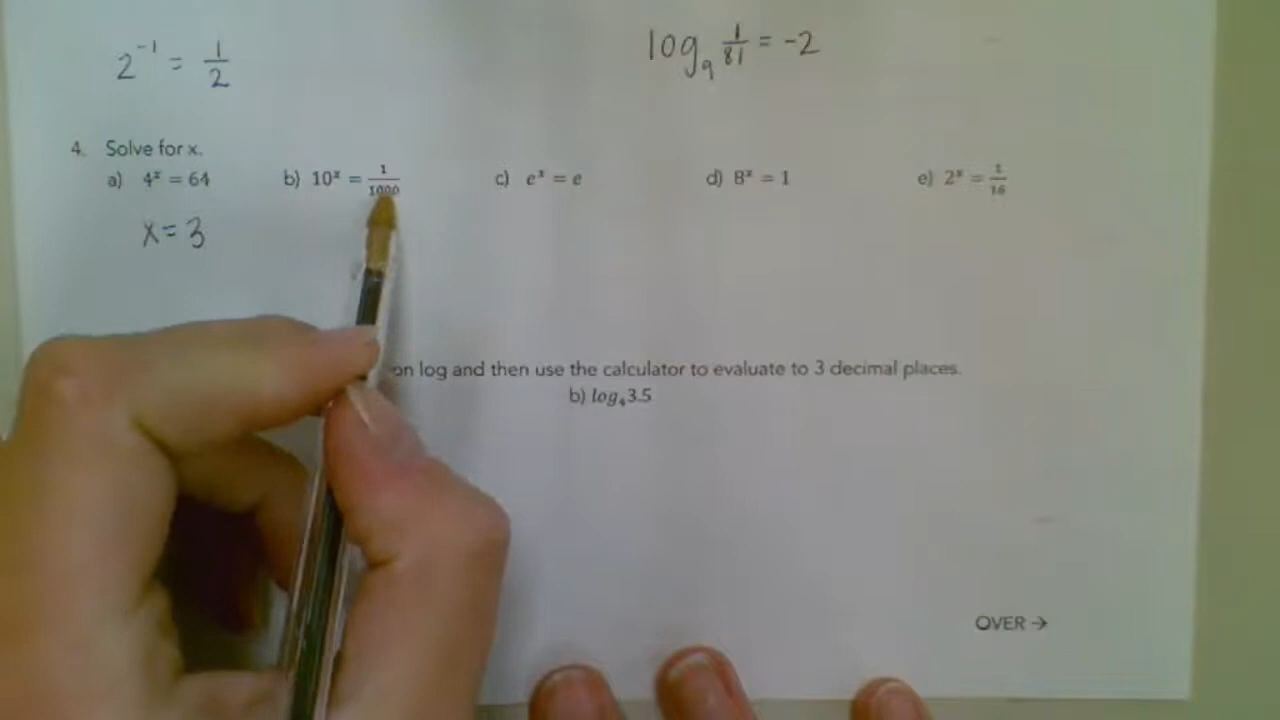 2⁻¹ = 1/2
log₉ 1/81 = -2
4. Solve for x.
a) 4ˣ = 64 b) 10ˣ = 1/1000 c) eˣ = e d) 8ˣ = 1 e) 2ˣ = 1/16
x = 3
on log and then use the calculator to evaluate to 3 decimal places.
b) log₄3.5
OVER →